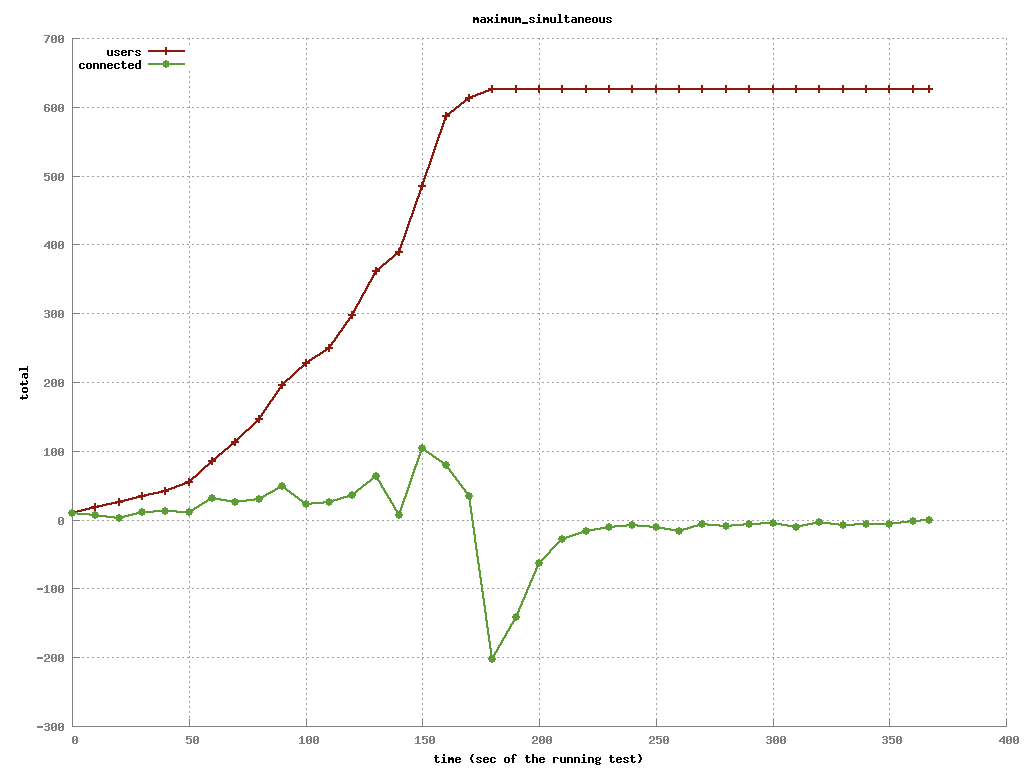 maximum_simultaneous
700
600
500
400
300
200
100
0
-100
-200
-300
users
connected
total
0 50 100 150 200 250 300 350 400
time (sec of the running test)